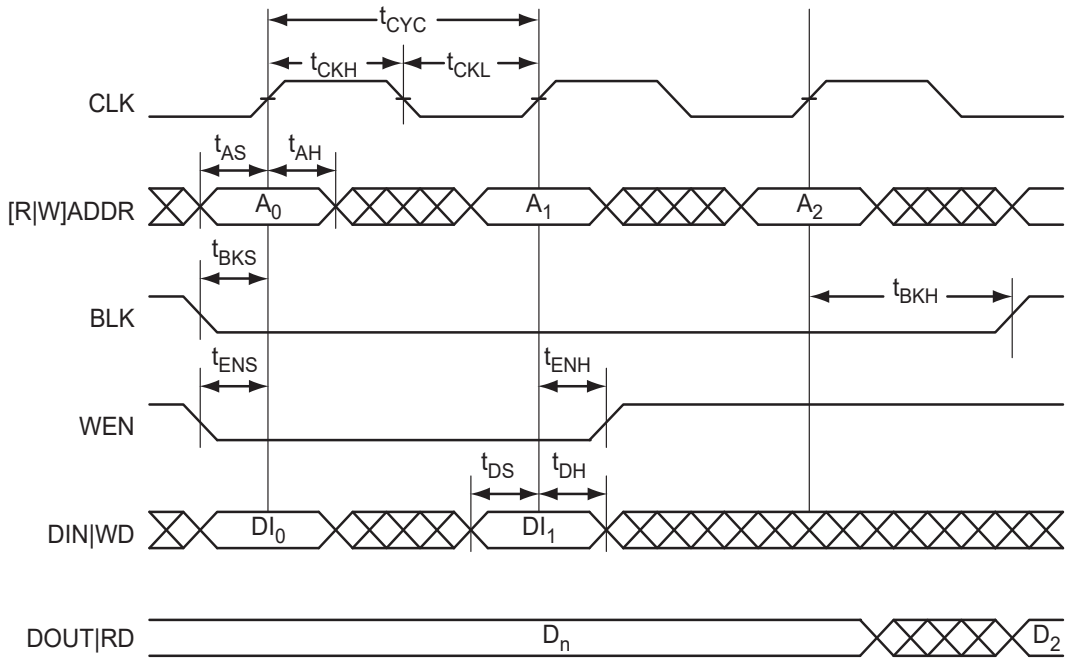 tCYC
tCKH tCKL
CLK
tAS tAH
[R|W]ADDR A0 A1 A2
tBKS
tBKH
BLK
tENS tENH
WEN
tDS tDH
DIN|WD DI0 DI1
DOUT|RD Dn D2